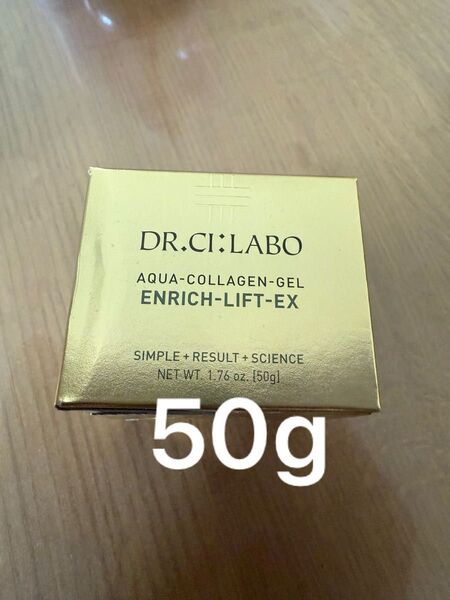 DR.CI:LABO
AQUA-COLLAGEN-GEL
ENRICH-LIFT-EX
SIMPLE+RESULT+SCIENCE
NET WT. 1.76 oz. [50g]
50g